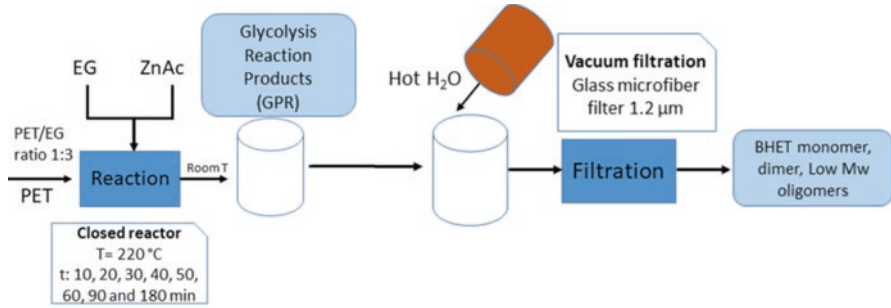 EG
ZnAc
PET/EG
ratio 1:3
PET
Reaction
Room T
Closed reactor
T= 220 °C
t: 10, 20, 30, 40, 50,
60, 90 and 180 min
Glycolysis
Reaction
Products
(GPR)
Hot H₂O
Vacuum filtration
Glass microfiber
filter 1.2 µm
Filtration
BHET monomer,
dimer, Low Mw
oligomers